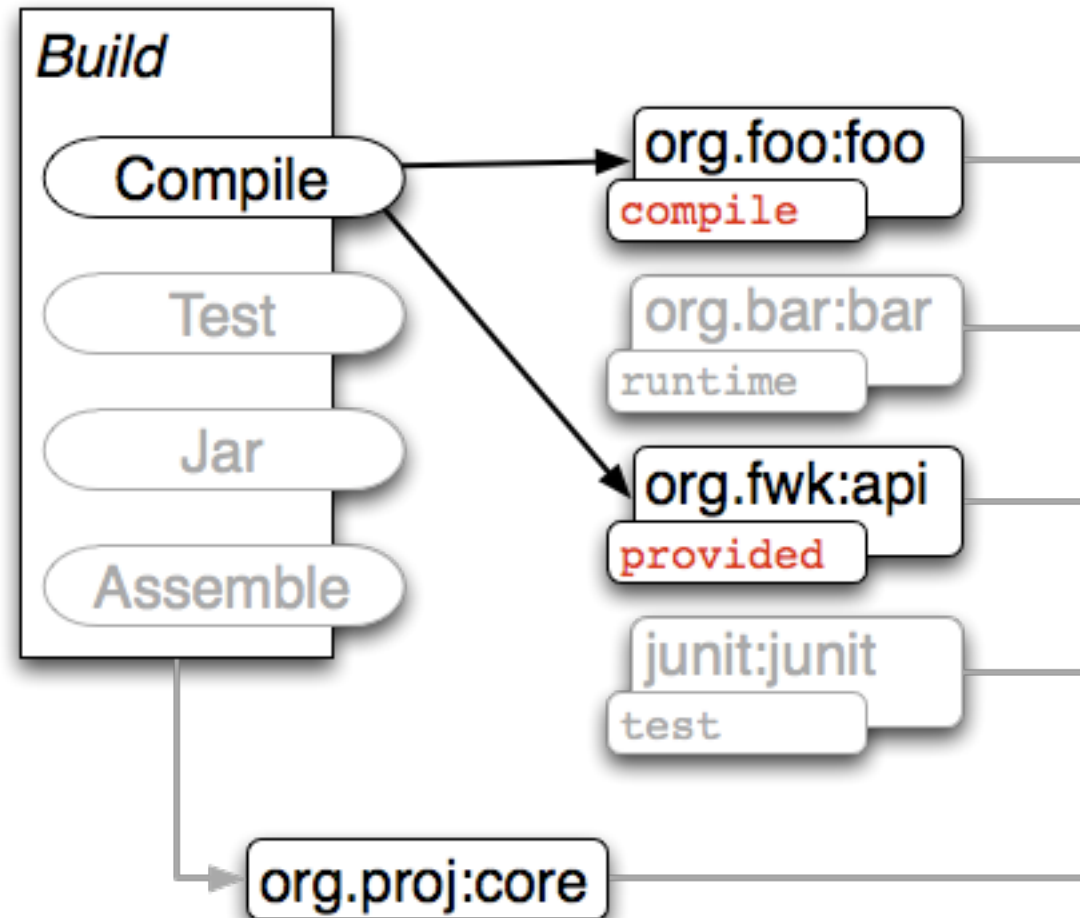 Build
Compile
Test
Jar
Assemble
org.foo:foo
compile
org.bar:bar
runtime
org.fwk:api
provided
junit:junit
test
org.proj:core